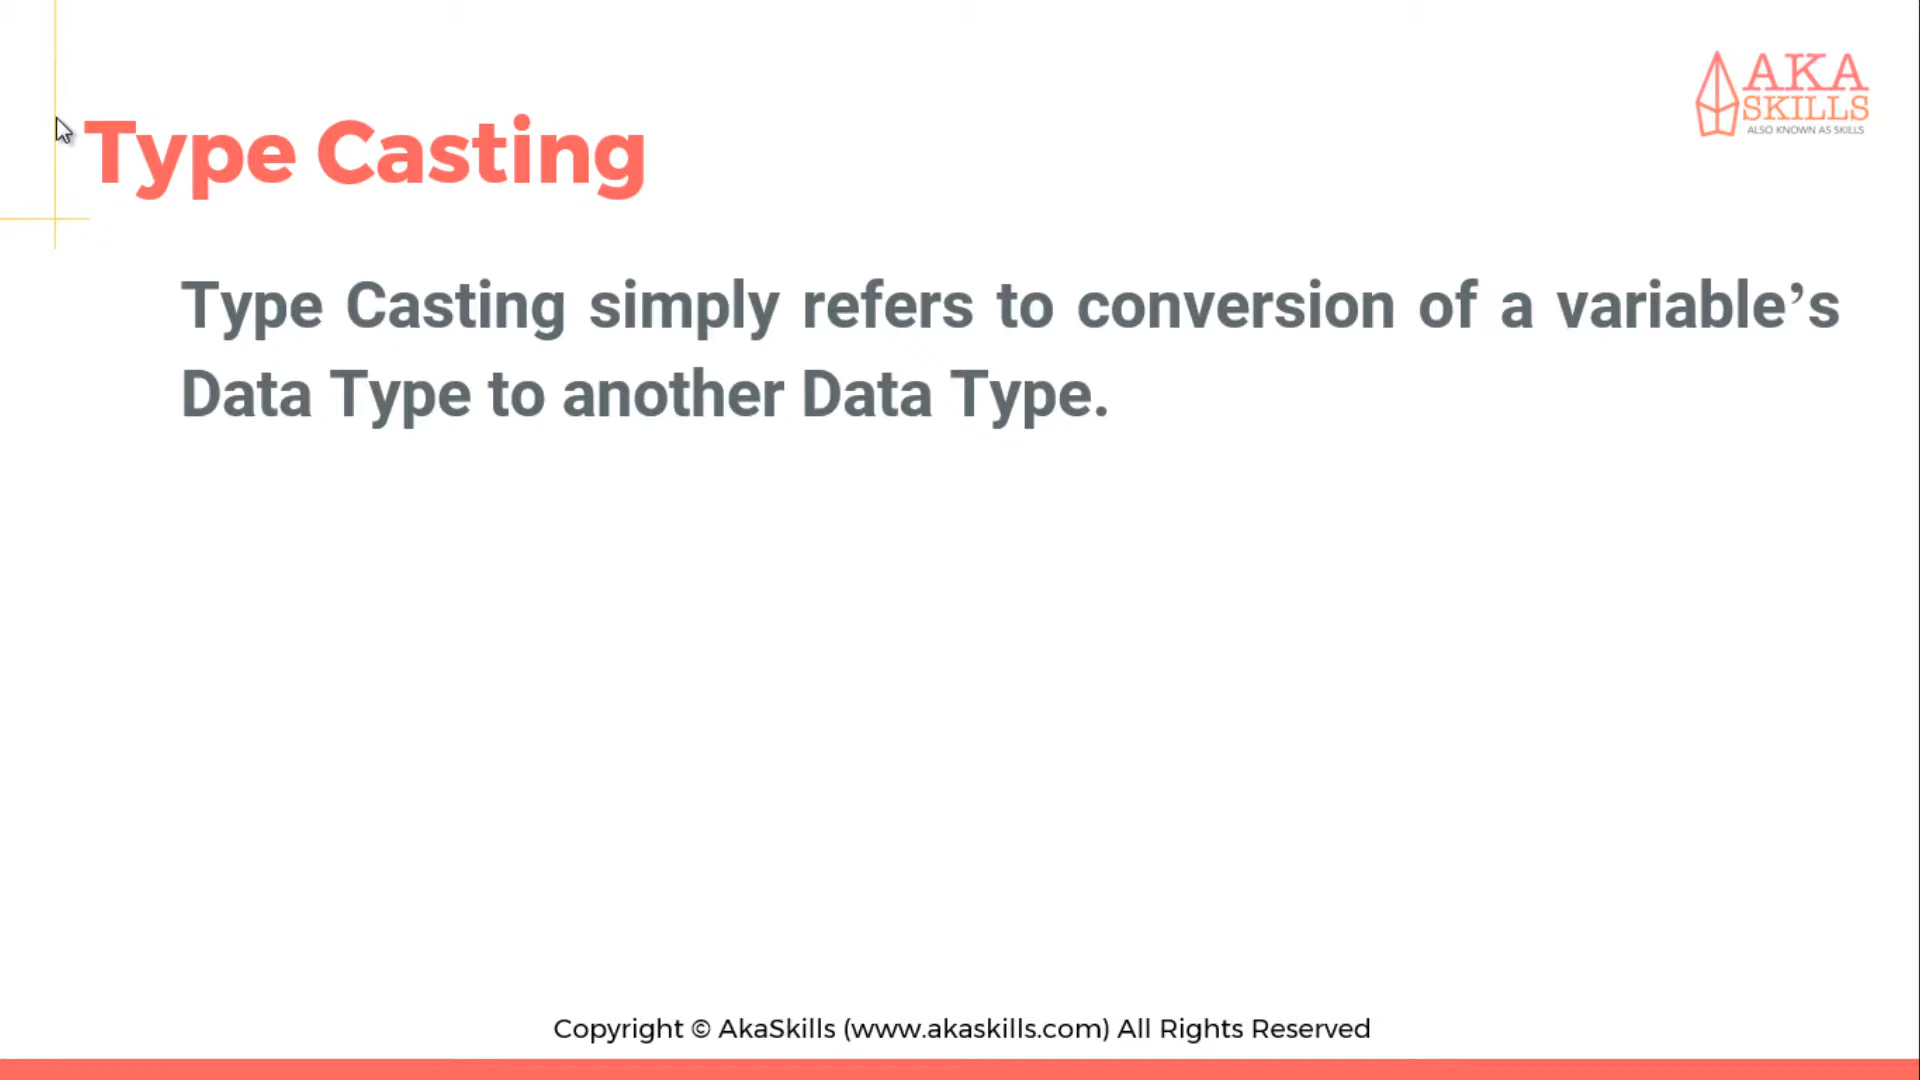 AKA
SKILLS
ALSO KNOWN AS SKILLS
Type Casting
Type Casting simply refers to conversion of a variable’s
Data Type to another Data Type.
Copyright © AkaSkills (www.akaskills.com) All Rights Reserved